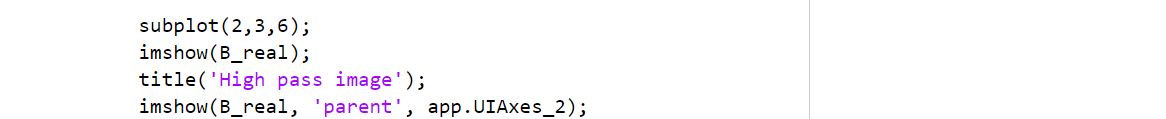 subplot(2,3,6);
imshow(B_real);
title('High pass image');
imshow(B_real, 'parent', app.UIAxes_2);